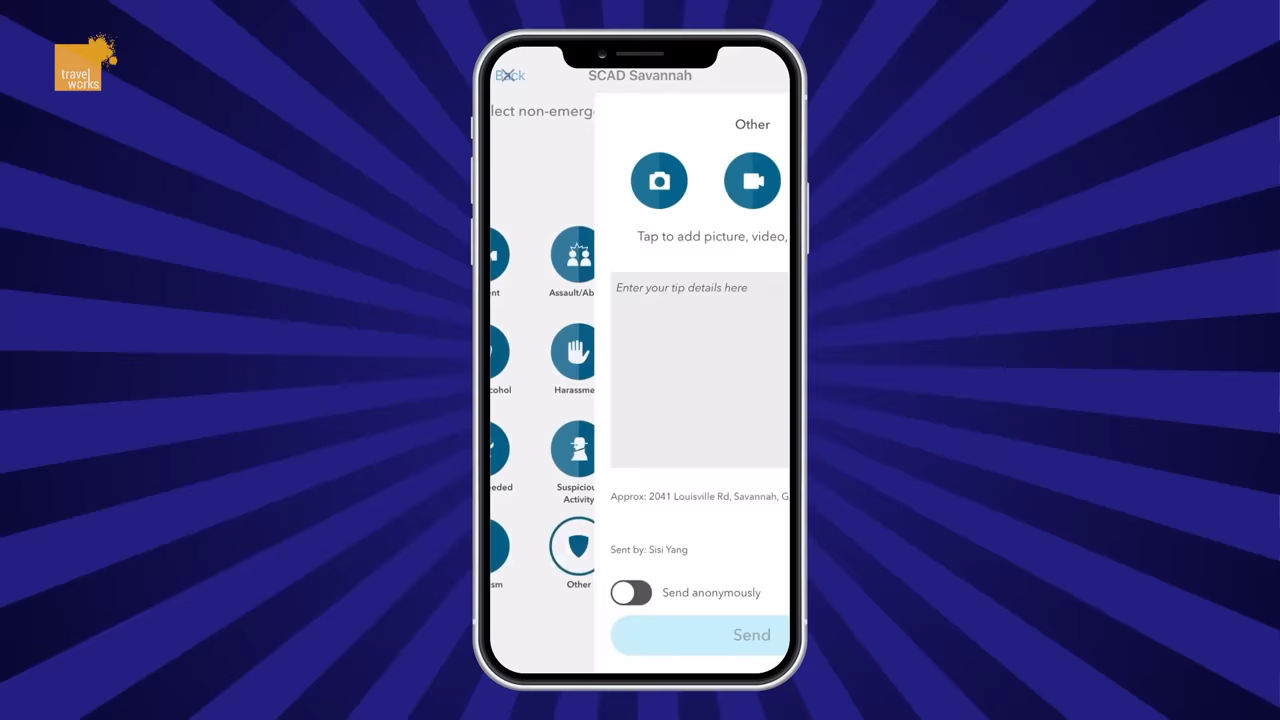 travel
works
Back
SCAD Savannah
lect non-emerg
Other
Tap to add picture, video,
Enter your tip details here
nt
Assault/Ab
cohol
Harassme
eded
Suspiciou
Activity
sm
Other
Approx: 2041 Louisville Rd, Savannah, G
Sent by: Sisi Yang
Send anonymously
Send